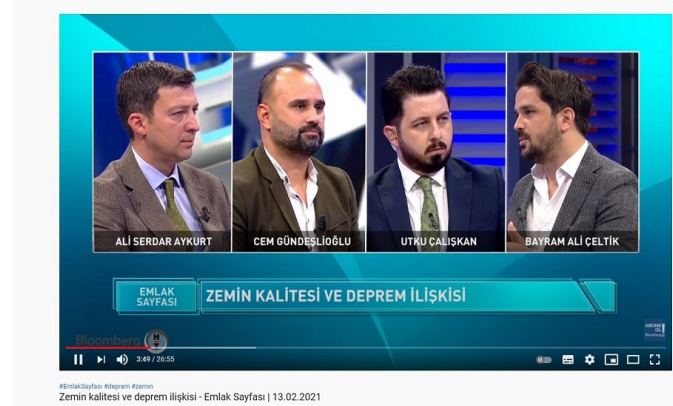 ALİ SERDAR AYKURT
CEM GÜNDEŞLİOĞLU
UTKU ÇALIŞKAN
BAYRAM ALİ ÇELTİK
EMLAK
SAYFASI
ZEMİN KALİTESİ VE DEPREM İLİŞKİSİ
ABONE
OL
Bloomberg
3:49 / 26:55
#EmlakSayfası #deprem #zemin
Zemin kalitesi ve deprem ilişkisi - Emlak Sayfası | 13.02.2021